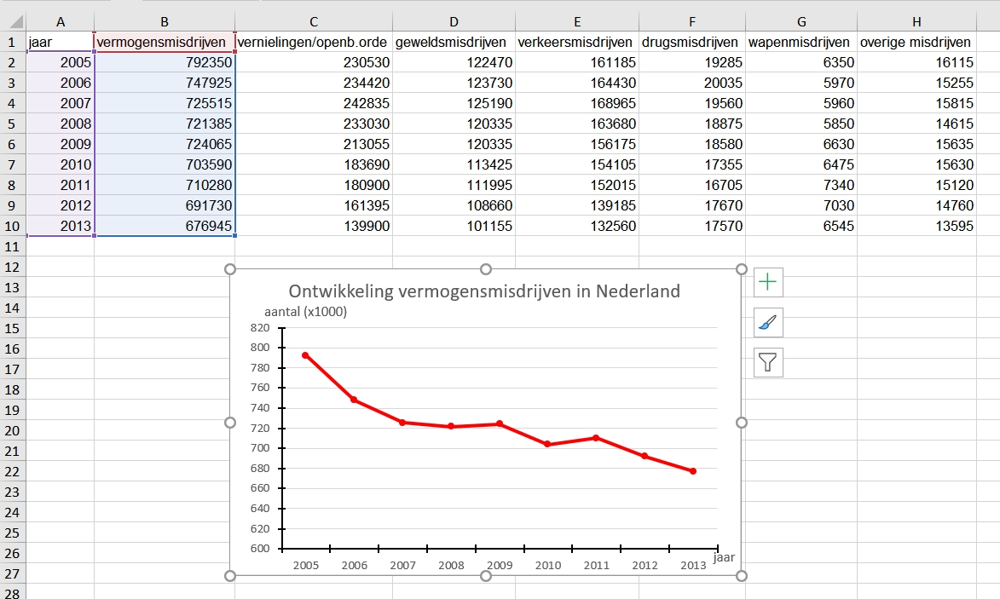 A B C D E F G H
1 jaar vermogensmisdrijven vernielingen/openb.orde geweldsmisdrijven verkeersmisdrijven drugsmisdrijven wapenmisdrijven overige misdrijven
2 2005 792350 230530 122470 161185 19285 6350 16115
3 2006 747925 234420 123730 164430 20035 5970 15255
4 2007 725515 242835 125190 168965 19560 5960 15815
5 2008 721385 233030 120335 163680 18875 5850 14615
6 2009 724065 213055 120335 156175 18580 6630 15635
7 2010 703590 183690 113425 154105 17355 6475 15630
8 2011 710280 180900 111995 152015 16705 7340 15120
9 2012 691730 161395 108660 139185 17670 7030 14760
10 2013 676945 139900 101155 132560 17570 6545 13595
11
12
13
14
15
16
17
18
19
20
21
22
23
24
25
26
27
28
Ontwikkeling vermogensmisdrijven in Nederland
aantal (x1000)
820
800
780
760
740
720
700
680
660
640
620
600
2005 2006 2007 2008 2009 2010 2011 2012 2013
jaar